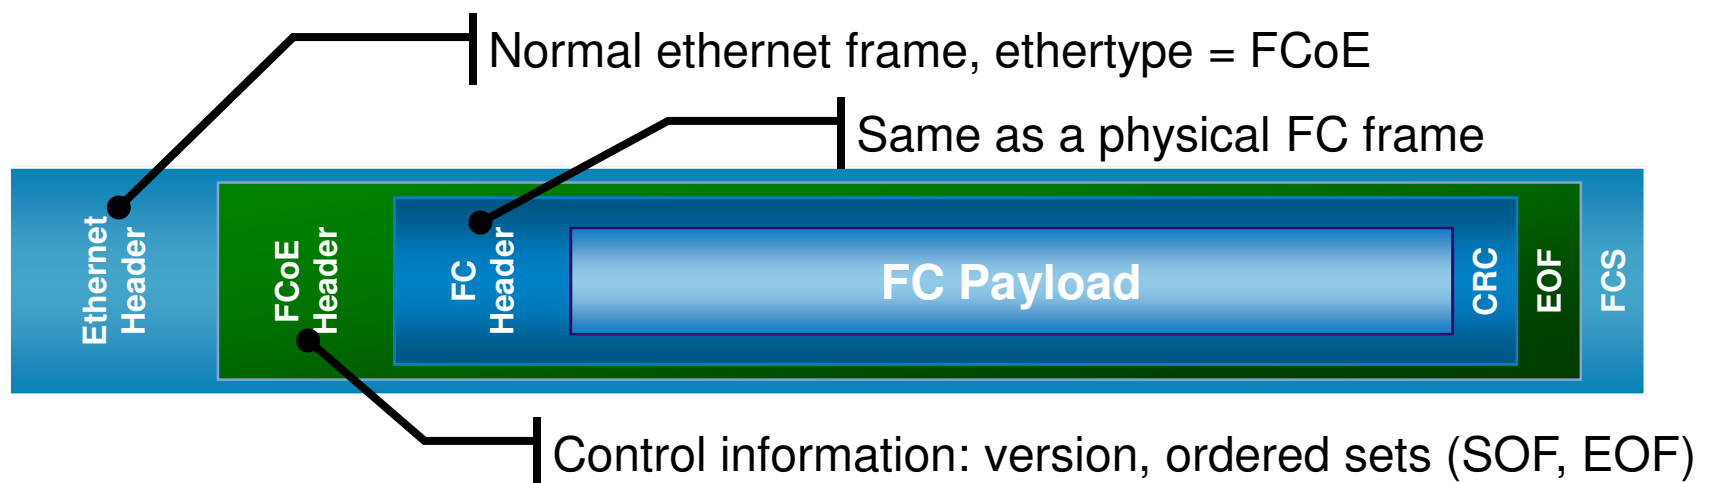 Normal ethernet frame, ethertype = FCoE
Same as a physical FC frame
Ethernet
Header
FCoE
Header
FC
Header
FC Payload
CRC
EOF
FCS
Control information: version, ordered sets (SOF, EOF)